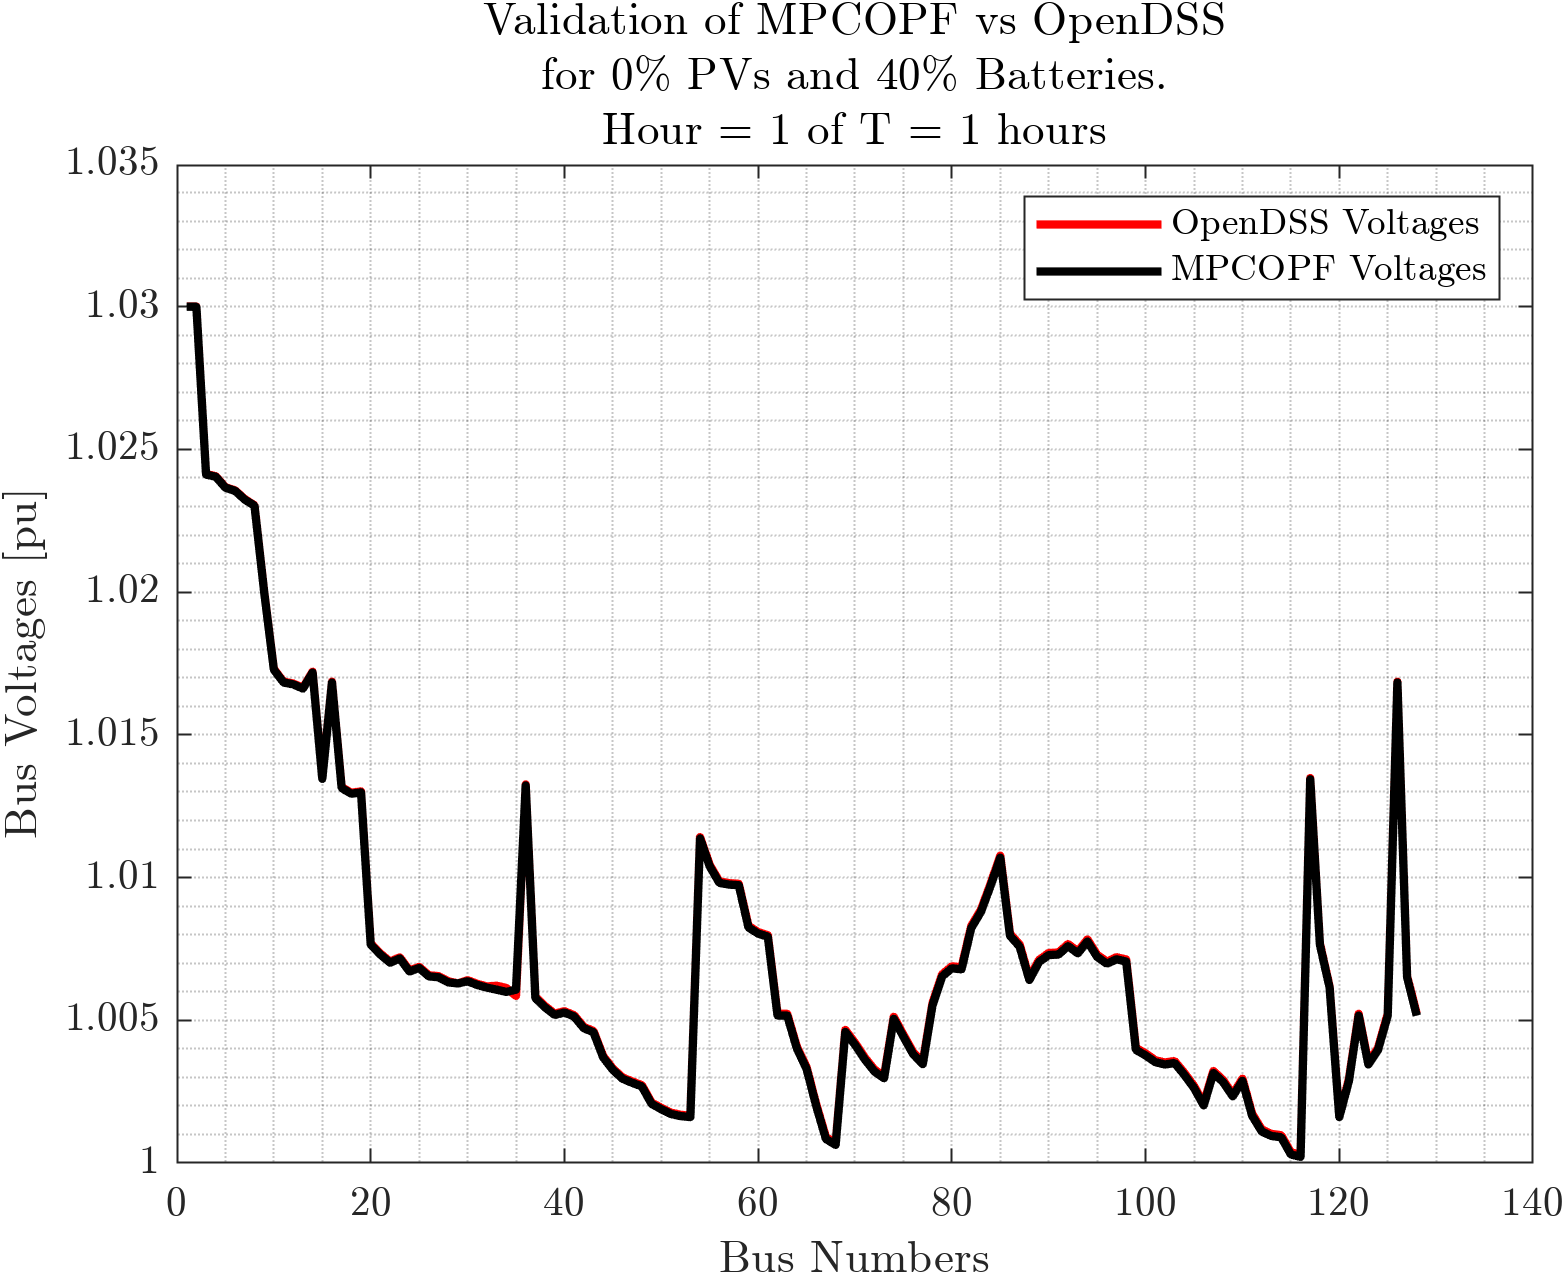 Validation of MPCOPF vs OpenDSS
for 0% PVs and 40% Batteries.
Hour = 1 of T = 1 hours
OpenDSS Voltages
MPCOPF Voltages
Bus Voltages [pu]
1.035
1.03
1.025
1.02
1.015
1.01
1.005
1
0 20 40 60 80 100 120 140
Bus Numbers